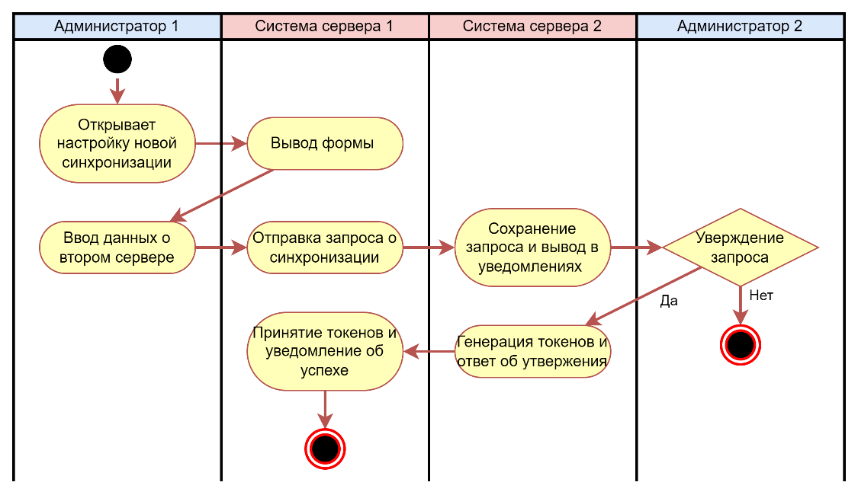 Администратор 1
Система сервера 1
Система сервера 2
Администратор 2
Открывает
настройку новой
синхронизации
Вывод формы
Ввод данных о
втором сервере
Отправка запроса о
синхронизации
Сохранение
запроса и вывод в
уведомлениях
Уверждение
запроса
Да
Нет
Генерация токенов и
ответ об утвержения
Принятие токенов и
уведомление об
успехе